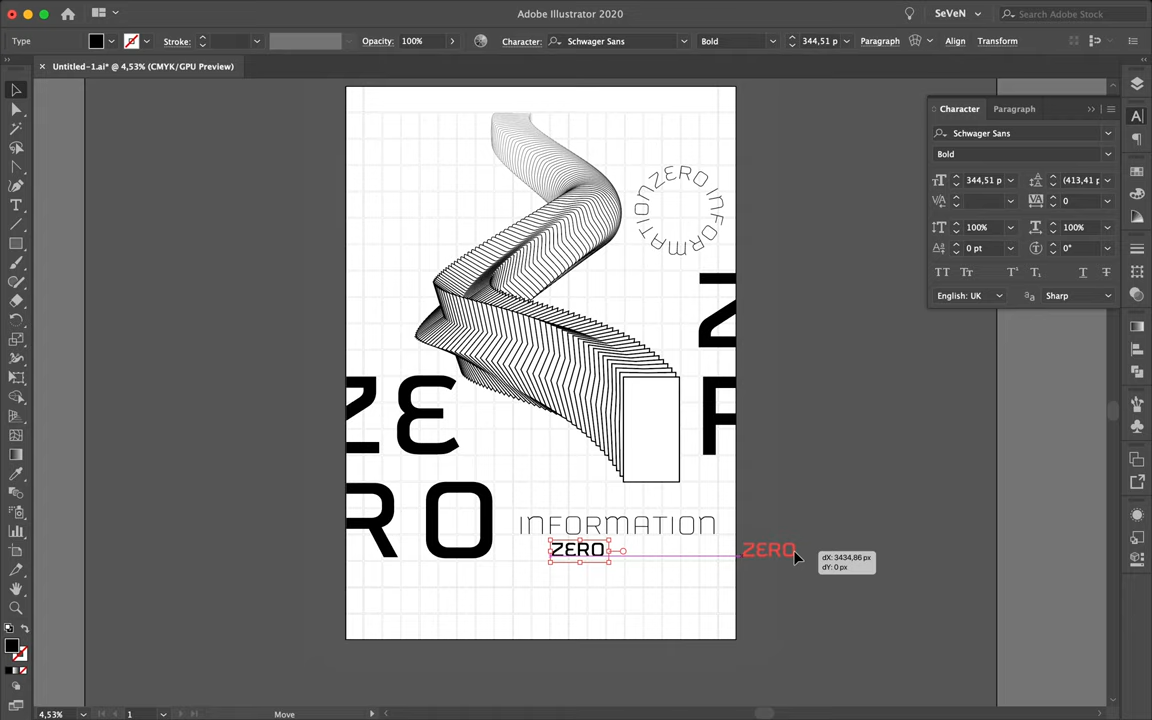 Adobe Illustrator 2020
SeVeN
Search Adobe Stock
Type
Stroke:
Opacity:
100%
Character:
Schwager Sans
Bold
344,51 p
Paragraph
Align
Transform
× Untitled-1.ai* @ 4,53% (CMYK/GPU Preview)
Character
Paragraph
Schwager Sans
Bold
344,51 p
(413,41 p
0
100%
100%
0 pt
0°
English: UK
Sharp
ZERO INFORMATION
Z
ZE
R
RO
INFORMATION
ZERO
ZERO
dX: 3434,86 px
dY: 0 px
4,53%
1
Move